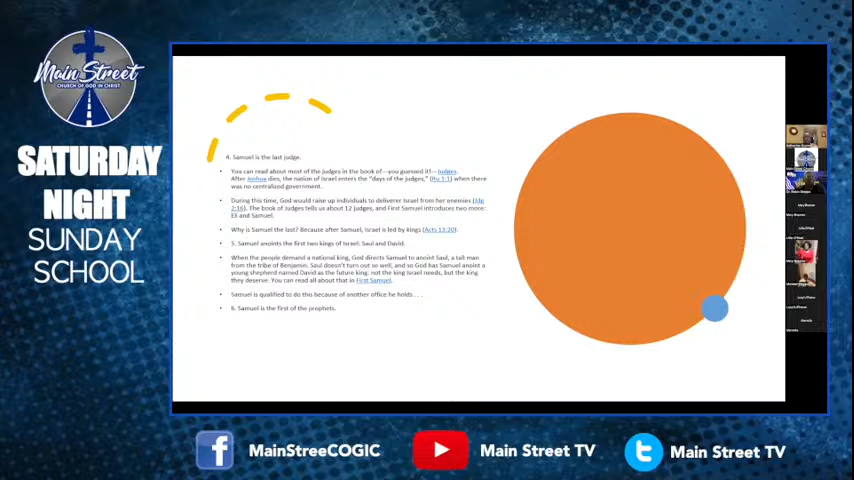 Main Street
CHURCH OF GOD IN CHRIST
SATURDAY
NIGHT
SUNDAY
SCHOOL
4. Samuel is the last judge.
• You can read about most of the judges in the book of—you guessed it!—Judges.
After Joshua dies, the nation of Israel enters the "days of the judges," (Ru 1:1) when there
was no centralized government.
• During this time, God would raise up individuals to deliverer Israel from her enemies (Jdg
2:16). The book of Judges tells us about 12 judges, and First Samuel introduces two more:
Eli and Samuel.
• Why is Samuel the last? Because after Samuel, Israel is led by kings (Acts 13:20).
• 5. Samuel anoints the first two kings of Israel: Saul and David.
• When the people demand a national king, God directs Samuel to anoint Saul, a tall man
from the tribe of Benjamin. Saul doesn't turn out so well, and so God has Samuel anoint a
young shepherd named David as the future king: not the king Israel needs, but the king
they deserve. You can read all about that in First Samuel.
• Samuel is qualified to do this because of another office he holds . . .
• 6. Samuel is the first of the prophets.
MainStreeCOGIC
Main Street TV
Main Street TV